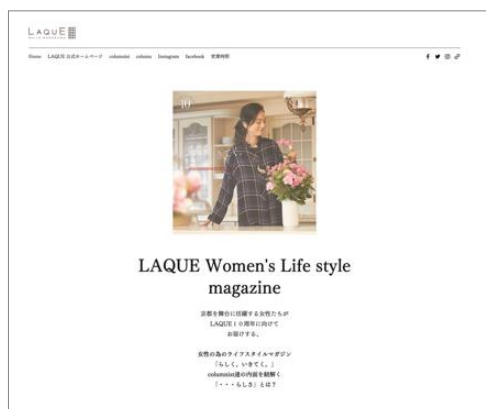 LAQUE
Home LAQUE 公式ホームページ columnist column Instagram facebook 営業時間
10
LAQUE Women's Life style
magazine
京都を舞台に活躍する女性たちが
LAQUE10周年に向けて
お届けする、
女性の為のライフスタイルマガジン
「らしく、いきてく。」
columnist達の内面を紐解く
「・・・らしさ」とは？